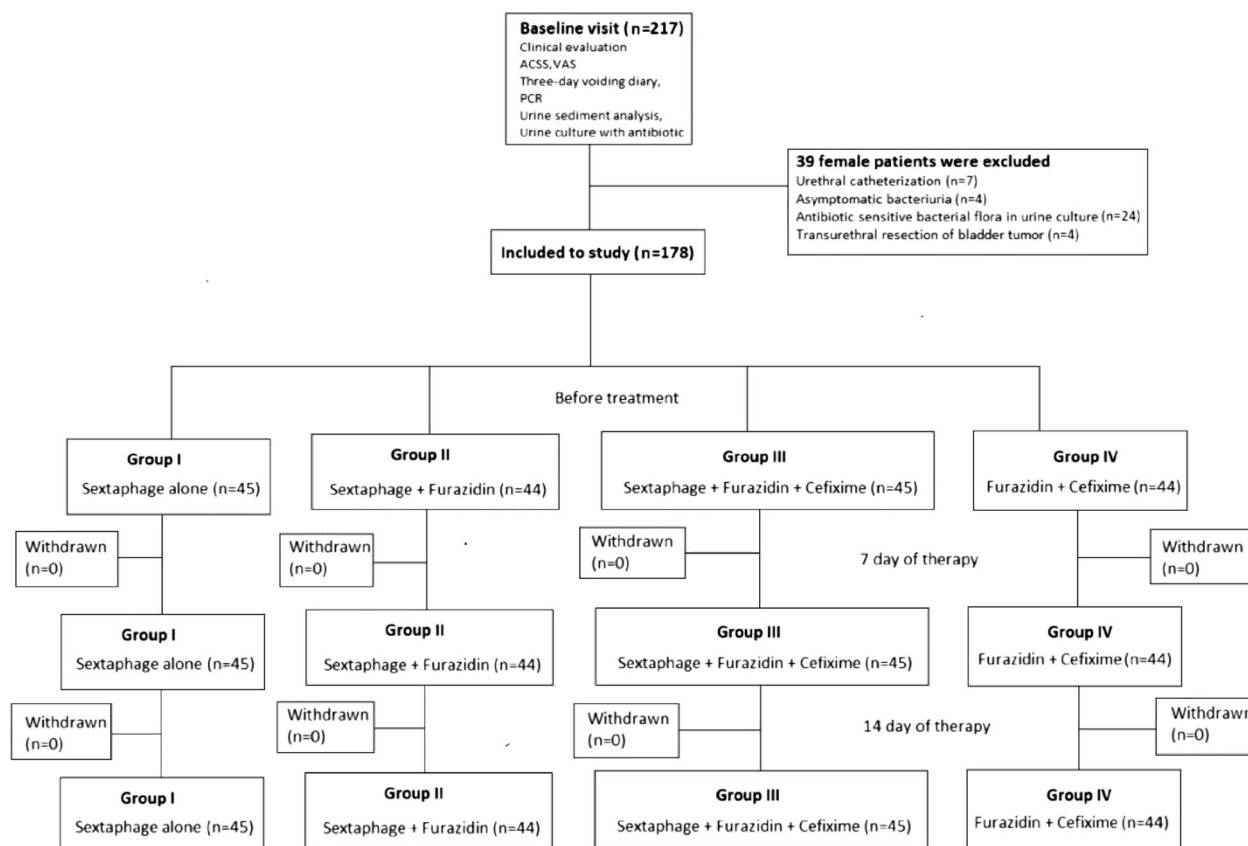 Baseline visit (n=217)
Clinical evaluation
ACSS,VAS
Three-day voiding diary,
PCR
Urine sediment analysis,
Urine culture with antibiotic
39 female patients were excluded
Urethral catheterization (n=7)
Asymptomatic bacteriuria (n=4)
Antibiotic sensitive bacterial flora in urine culture (n=24)
Transurethral resection of bladder tumor (n=4)
Included to study (n=178)
Before treatment
Group I
Sextaphage alone (n=45)
Group II
Sextaphage + Furazidin (n=44)
Group III
Sextaphage + Furazidin + Cefixime (n=45)
Group IV
Furazidin + Cefixime (n=44)
Withdrawn
(n=0)
Withdrawn
(n=0)
Withdrawn
(n=0)
7 day of therapy
Withdrawn
(n=0)
Group I
Sextaphage alone (n=45)
Group II
Sextaphage + Furazidin (n=44)
Group III
Sextaphage + Furazidin + Cefixime (n=45)
Group IV
Furazidin + Cefixime (n=44)
Withdrawn
(n=0)
Withdrawn
(n=0)
Withdrawn
(n=0)
14 day of therapy
Withdrawn
(n=0)
Group I
Sextaphage alone (n=45)
Group II
Sextaphage + Furazidin (n=44)
Group III
Sextaphage + Furazidin + Cefixime (n=45)
Group IV
Furazidin + Cefixime (n=44)